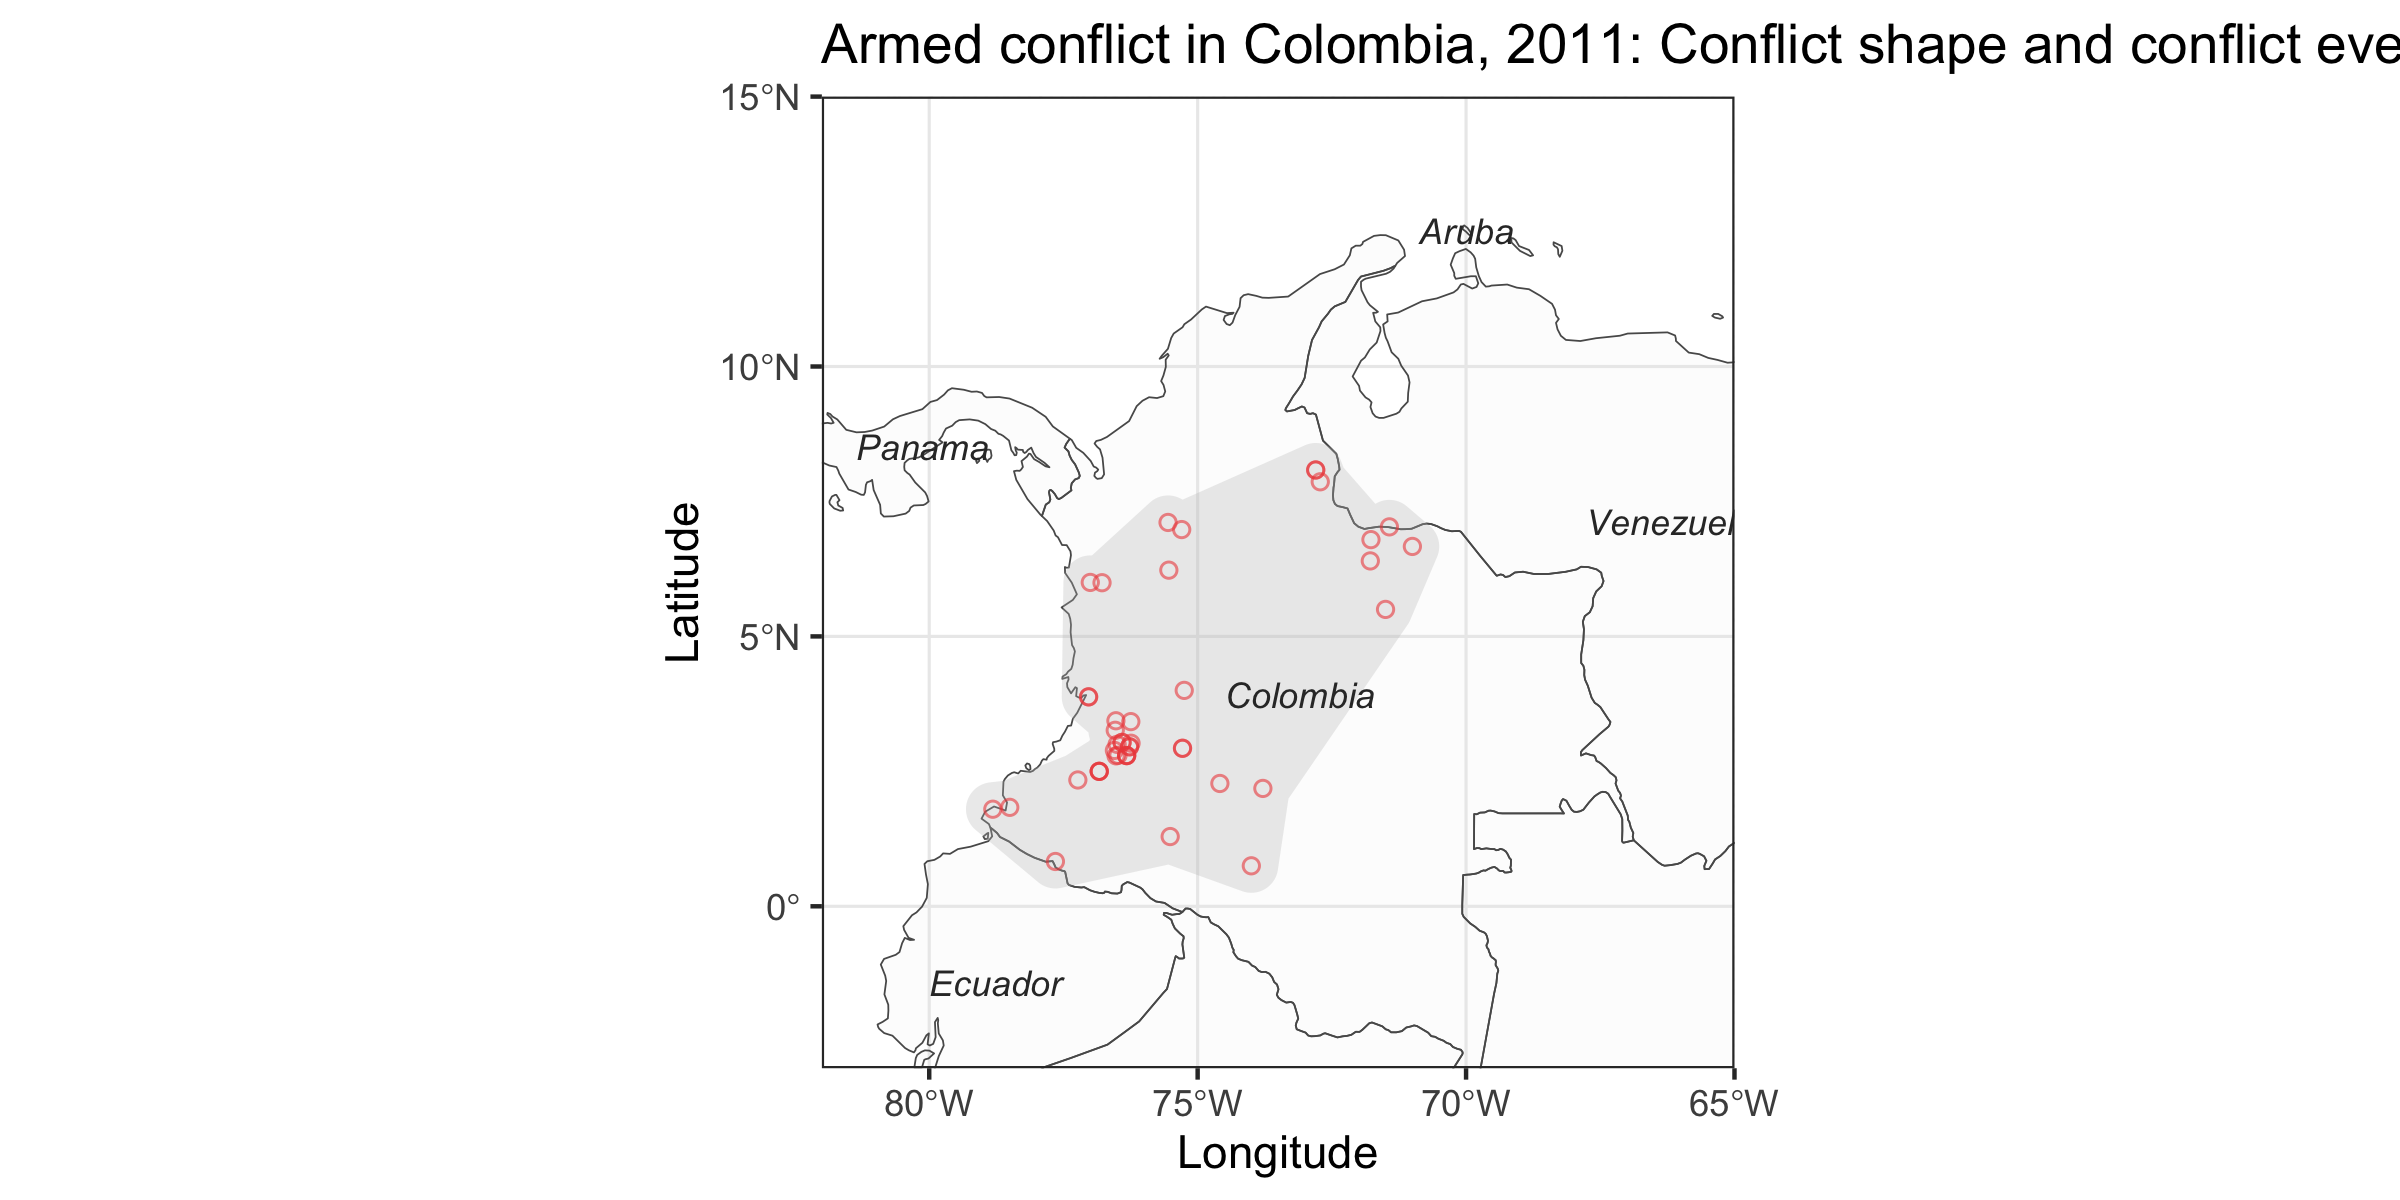 Armed conflict in Colombia, 2011: Conflict shape and conflict eve
15°N
10°N
5°N
0°
Latitude
Aruba
Panama
Venezuel
Colombia
Ecuador
80°W
75°W
70°W
65°W
Longitude